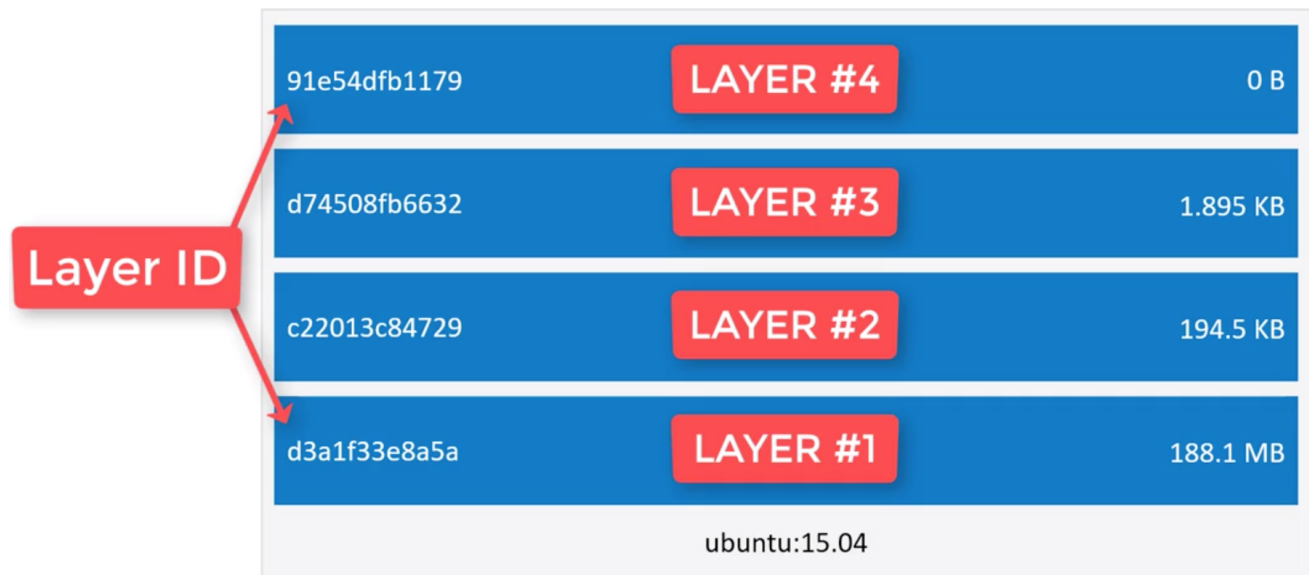 91e54dfb1179 LAYER #4 0 B
d74508fb6632 LAYER #3 1.895 KB
Layer ID
c22013c84729 LAYER #2 194.5 KB
d3a1f33e8a5a LAYER #1 188.1 MB
ubuntu:15.04